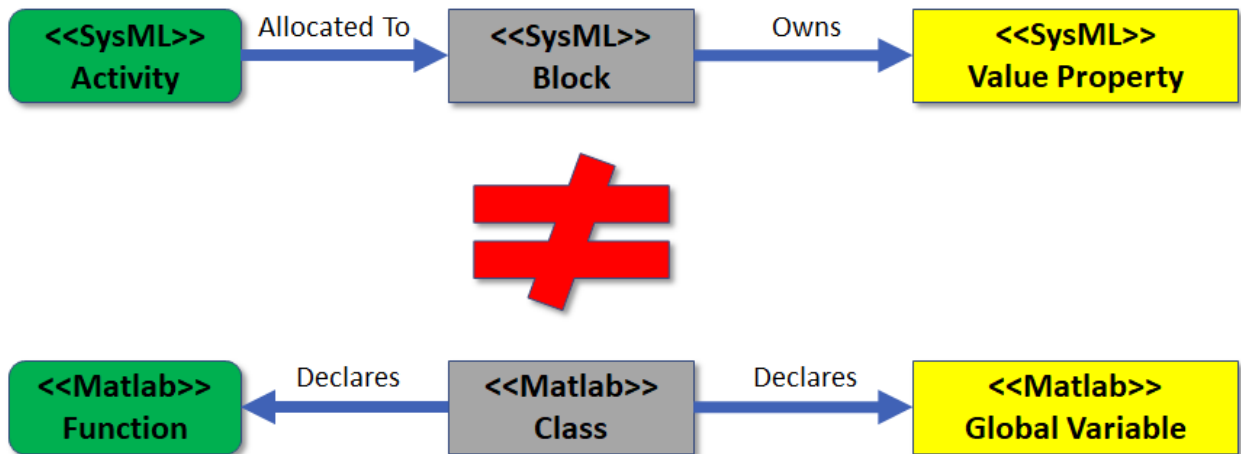 <<SysML>>
Activity
Allocated To
<<SysML>>
Block
Owns
<<SysML>>
Value Property
≠
<<Matlab>>
Function
Declares
<<Matlab>>
Class
Declares
<<Matlab>>
Global Variable